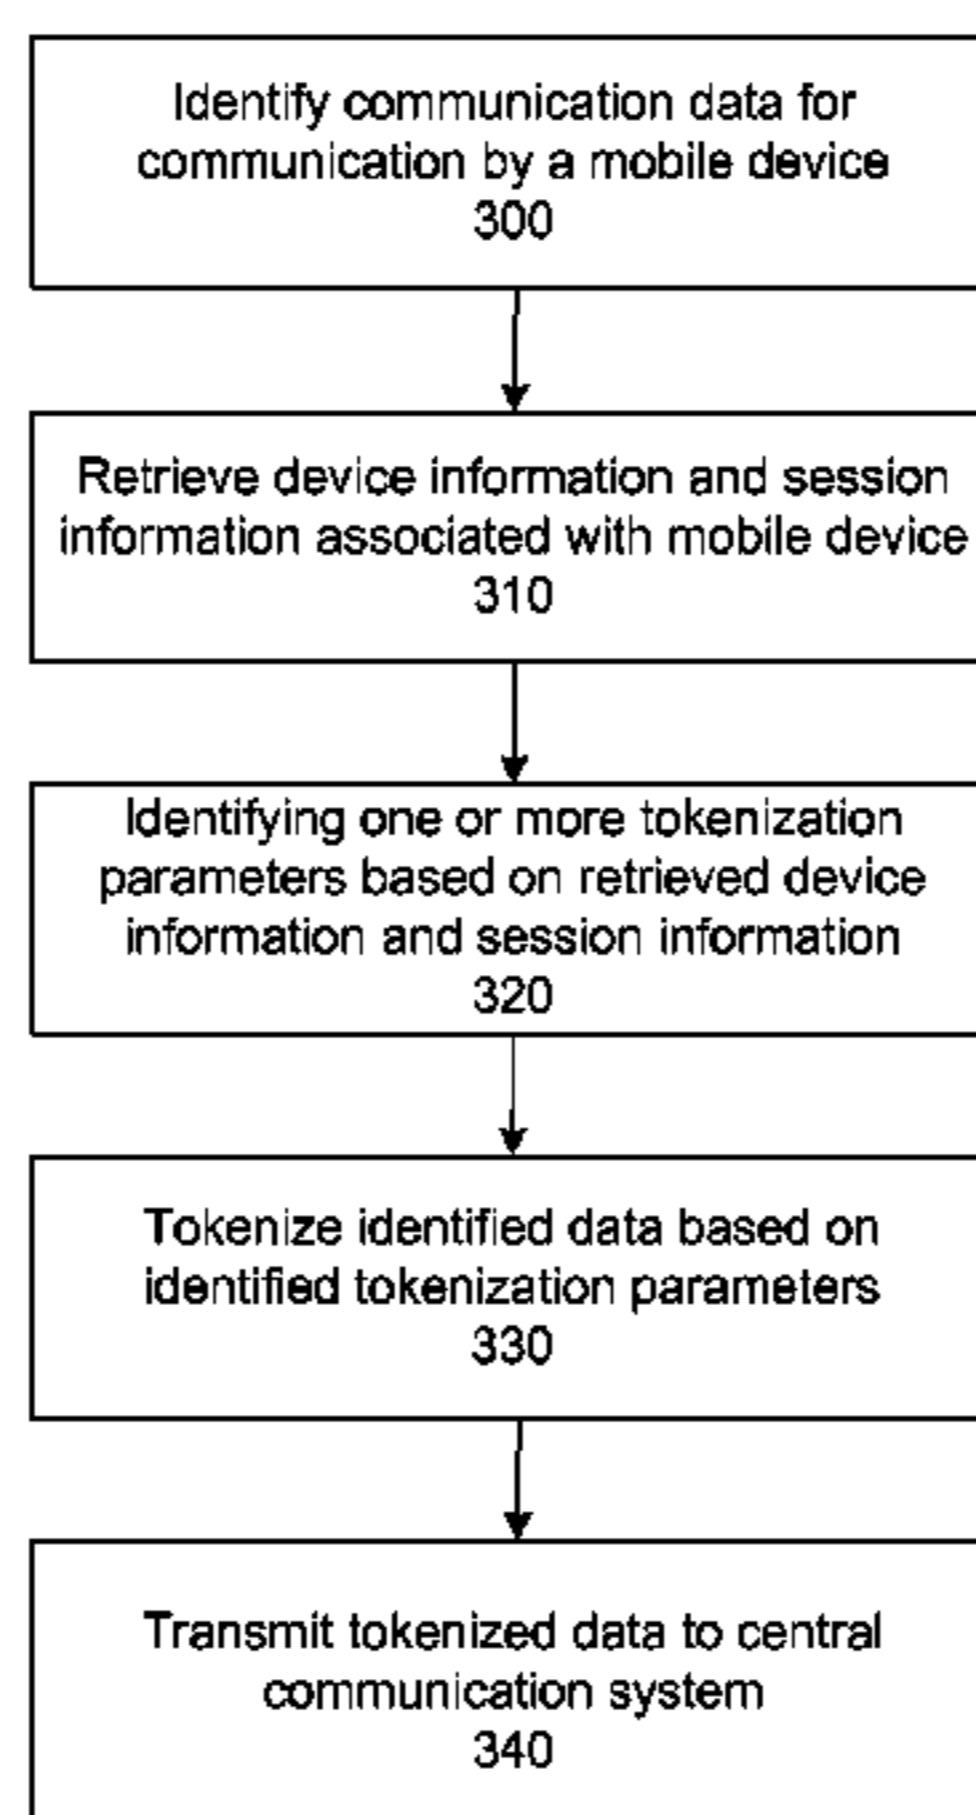 Identify communication data for
communication by a mobile device
300
Retrieve device information and session
information associated with mobile device
310
Identifying one or more tokenization
parameters based on retrieved device
information and session information
320
Tokenize identified data based on
identified tokenization parameters
330
Transmit tokenized data to central
communication system
340